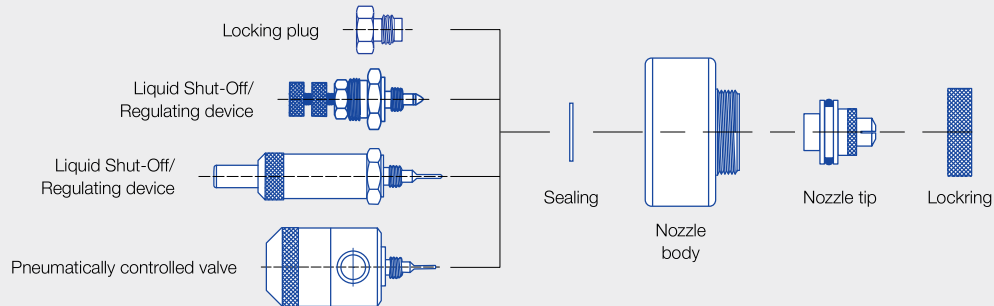 Locking plug
Liquid Shut-Off/
Regulating device
Liquid Shut-Off/
Regulating device
Pneumatically controlled valve
Sealing
Nozzle
body
Nozzle tip
Lockring